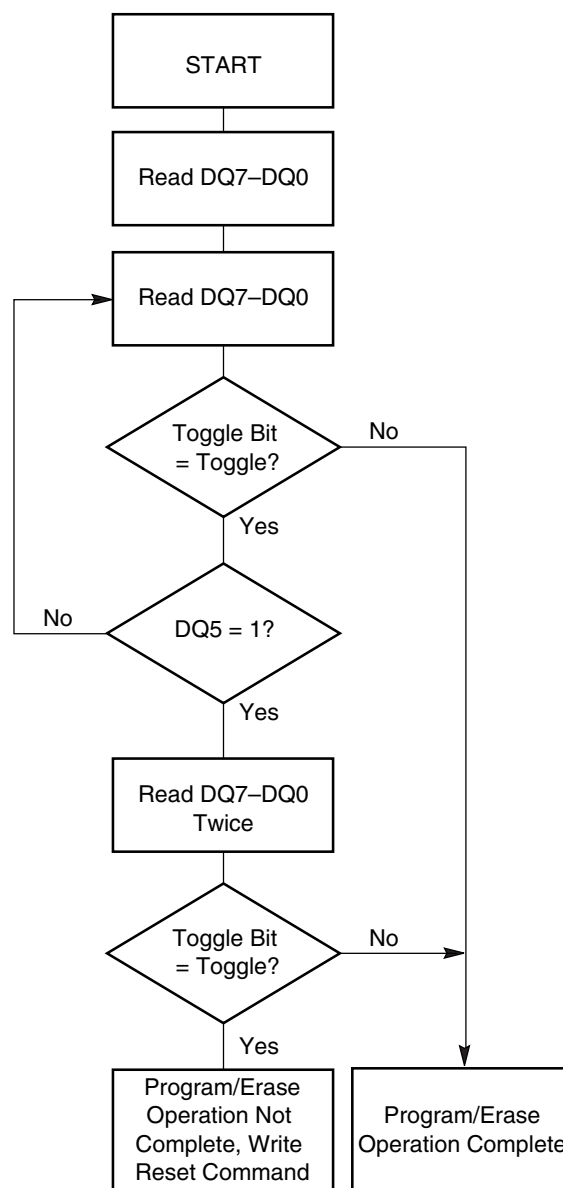 START
Read DQ7–DQ0
Read DQ7–DQ0
Toggle Bit
= Toggle?
No
Yes
No
DQ5 = 1?
Yes
Read DQ7–DQ0
Twice
Toggle Bit
= Toggle?
No
Yes
Program/Erase
Operation Not
Complete, Write
Reset Command
Program/Erase
Operation Complete